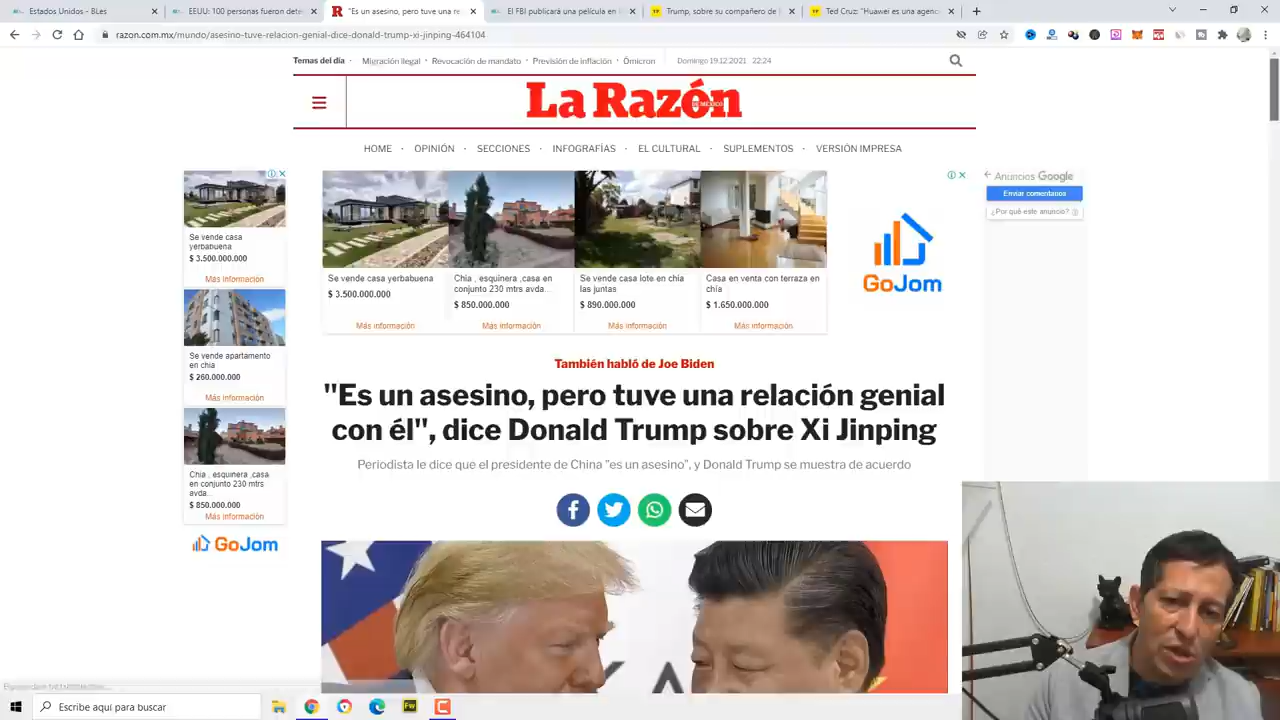 Estados Unidos - BLes
EEUU: 100 personas fueron dete
"Es un asesino, pero tuve una rela
El FBI publicará una película en l
Trump, sobre su compañero de
Ted Cruz: "Huawei es una agenc
razon.com.mx/mundo/asesino-tuve-relacion-genial-dice-donald-trump-xi-jinping-464104
Temas del día · Migración ilegal · Revocación de mandato · Previsión de inflación · Ómicron
Domingo 19.12.2021 22:24
La Razón
DE MÉXICO
HOME · OPINIÓN · SECCIONES · INFOGRAFÍAS · EL CULTURAL · SUPLEMENTOS · VERSIÓN IMPRESA
Se vende casa
yerbabuena
$ 3.500.000.000
Más información
Se vende apartamento
en chia
$ 260.000.000
Más información
Chia , esquinera ,casa
en conjunto 230 mtrs
avda...
$ 850.000.000
Más información
GoJom
Se vende casa yerbabuena
$ 3.500.000.000
Más información
Chia , esquinera ,casa en
conjunto 230 mtrs avda...
$ 850.000.000
Más información
Se vende casa lote en chía
las juntas
$ 890.000.000
Más información
Casa en venta con terraza en
chía
$ 1.650.000.000
Más información
GoJom
Anuncios Google
Enviar comentarios
¿Por qué este anuncio?
También habló de Joe Biden
"Es un asesino, pero tuve una relación genial
con él", dice Donald Trump sobre Xi Jinping
Periodista le dice que el presidente de China "es un asesino", y Donald Trump se muestra de acuerdo
Escribe aquí para buscar